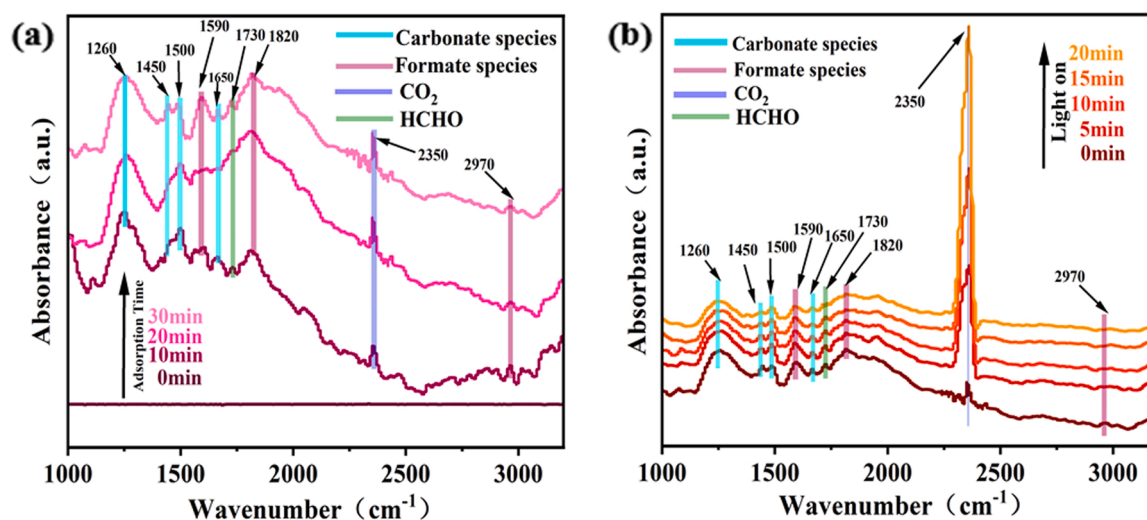 (a)
1260
1450
1500
1590
1650
1730
1820
Carbonate species
Formate species
CO₂
HCHO
2350
2970
Adsorption Time
30min
20min
10min
0min
Absorbance (a.u.)
1000
1500
2000
2500
3000
Wavenumber (cm⁻¹)
(b)
Carbonate species
Formate species
CO₂
HCHO
2350
Light on
20min
15min
10min
5min
0min
1260
1450
1500
1590
1650
1730
1820
2970
Absorbance (a.u.)
1000
1500
2000
2500
3000
Wavenumber (cm⁻¹)